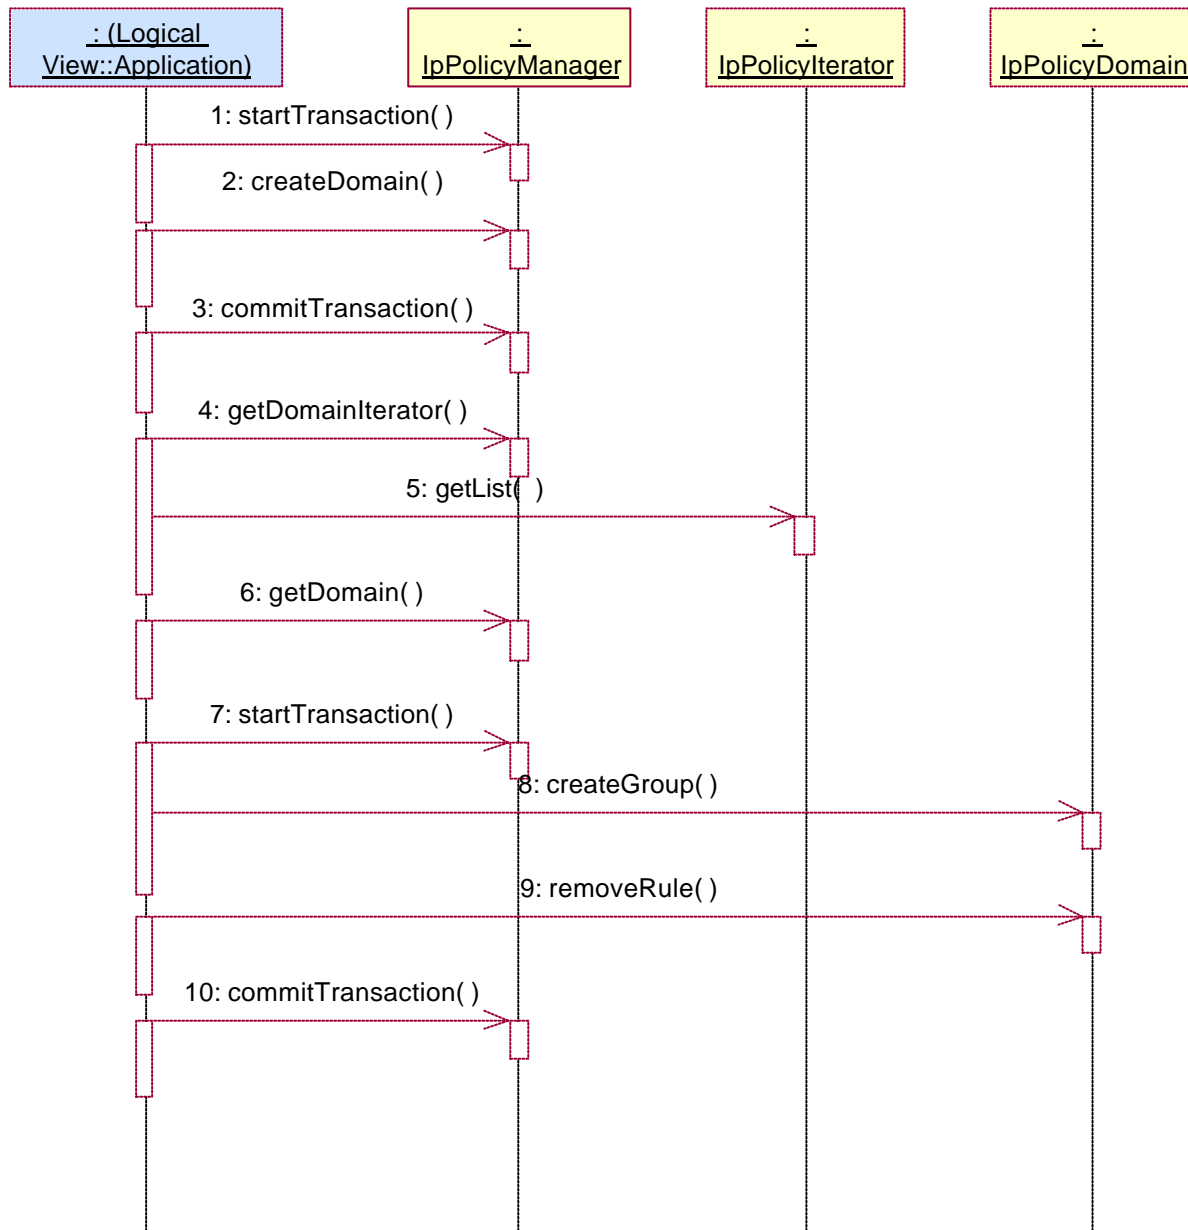 : (Logical
View::Application)
:
IpPolicyManager
:
IpPolicyIterator
:
IpPolicyDomain
1: startTransaction( )
2: createDomain( )
3: commitTransaction( )
4: getDomainIterator( )
5: getList( )
6: getDomain( )
7: startTransaction( )
8: createGroup( )
9: removeRule( )
10: commitTransaction( )